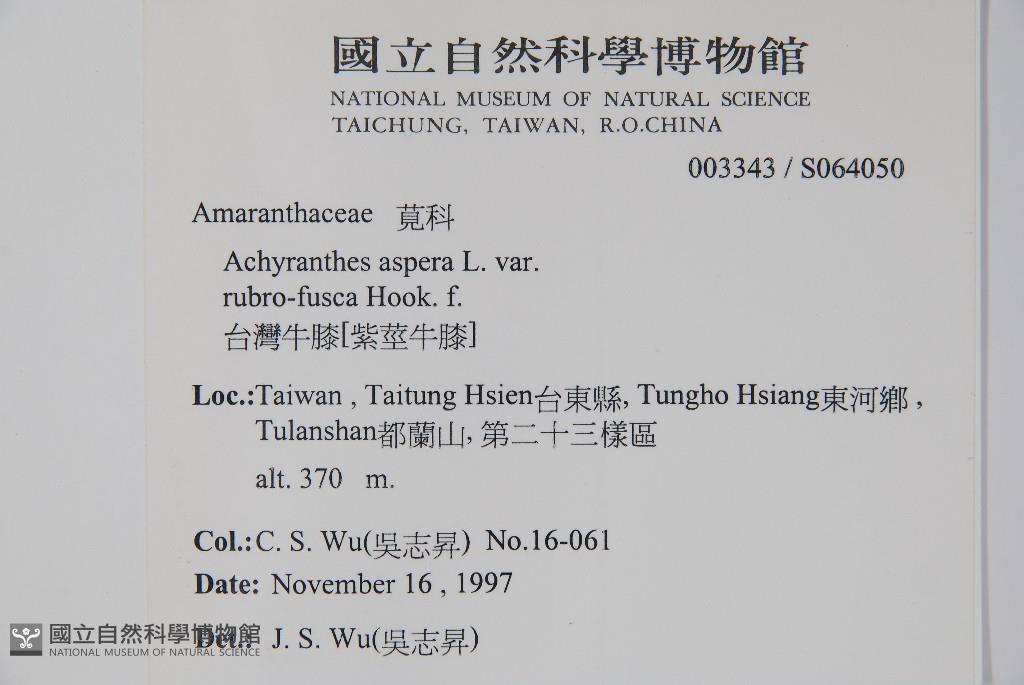 國立自然科學博物館
NATIONAL MUSEUM OF NATURAL SCIENCE
TAICHUNG, TAIWAN, R.O.CHINA
003343 / S064050
Amaranthaceae 莧科
Achyranthes aspera L. var.
rubro-fusca Hook. f.
台灣牛膝[紫莖牛膝]
Loc.:Taiwan , Taitung Hsien台東縣, Tungho Hsiang東河鄉 ,
Tulanshan都蘭山, 第二十三樣區
alt. 370 m.
Col.:C. S. Wu(吳志昇) No.16-061
Date: November 16 , 1997
Det.: J. S. Wu(吳志昇)
國立自然科學博物館
NATIONAL MUSEUM OF NATURAL SCIENCE